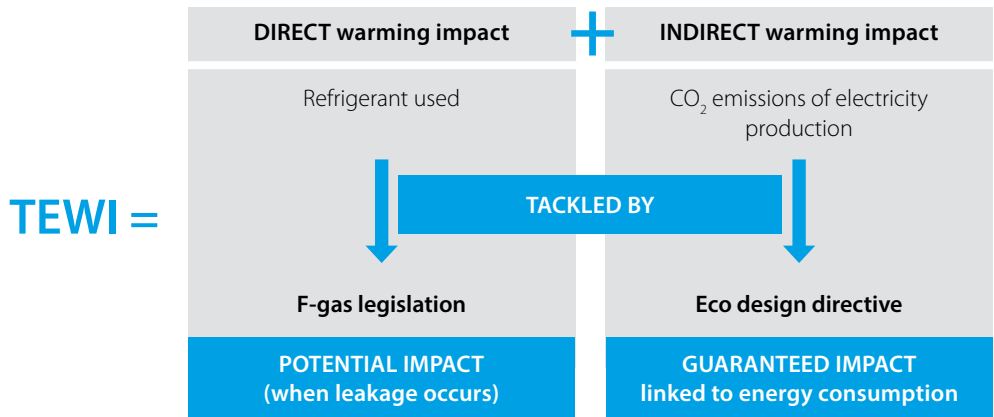 DIRECT warming impact
+
INDIRECT warming impact
Refrigerant used
CO₂ emissions of electricity
production
TACKLED BY
TEWI =
F-gas legislation
Eco design directive
POTENTIAL IMPACT
(when leakage occurs)
GUARANTEED IMPACT
linked to energy consumption